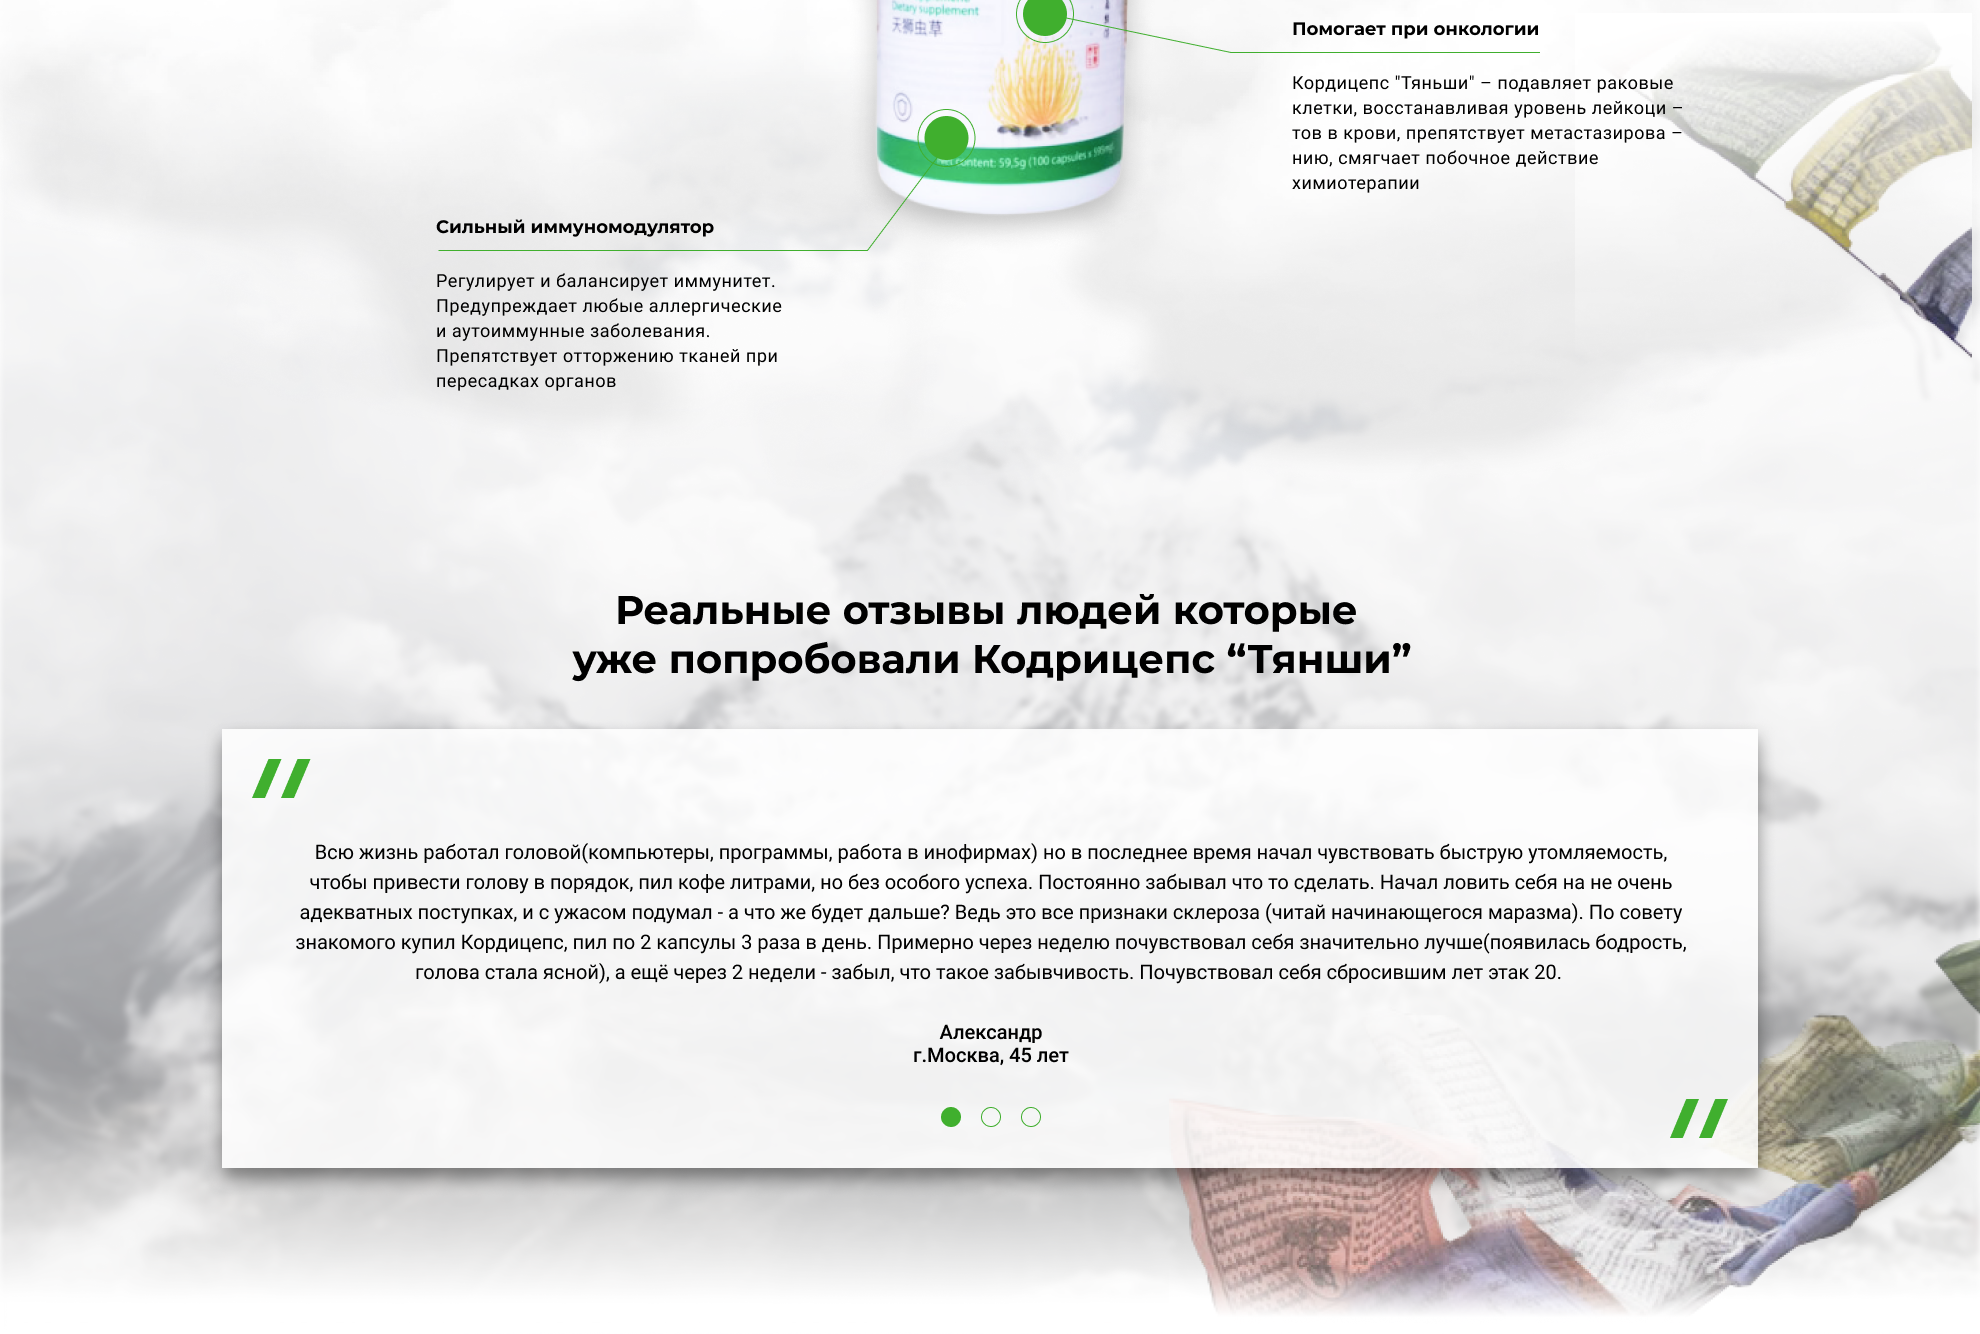 Dietary supplement
天狮虫草
Net content: 59,5g (100 capsules x 595mg)
Помогает при онкологии
Кордицепс "Тяньши" – подавляет раковые
клетки, восстанавливая уровень лейкоци –
тов в крови, препятствует метастазирова –
нию, смягчает побочное действие
химиотерапии
Сильный иммуномодулятор
Регулирует и балансирует иммунитет.
Предупреждает любые аллергические
и аутоиммунные заболевания.
Препятствует отторжению тканей при
пересадках органов
Реальные отзывы людей которые
уже попробовали Кодрицепс “Тянши”
Всю жизнь работал головой(компьютеры, программы, работа в инофирмах) но в последнее время начал чувствовать быструю утомляемость,
чтобы привести голову в порядок, пил кофе литрами, но без особого успеха. Постоянно забывал что то сделать. Начал ловить себя на не очень
адекватных поступках, и с ужасом подумал - а что же будет дальше? Ведь это все признаки склероза (читай начинающегося маразма). По совету
знакомого купил Кордицепс, пил по 2 капсулы 3 раза в день. Примерно через неделю почувствовал себя значительно лучше(появилась бодрость,
голова стала ясной), а ещё через 2 недели - забыл, что такое забывчивость. Почувствовал себя сбросившим лет этак 20.
Александр
г.Москва, 45 лет